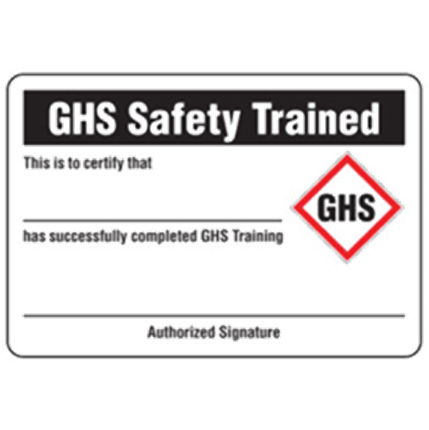 GHS Safety Trained
This is to certify that
GHS
has successfully completed GHS Training
Authorized Signature